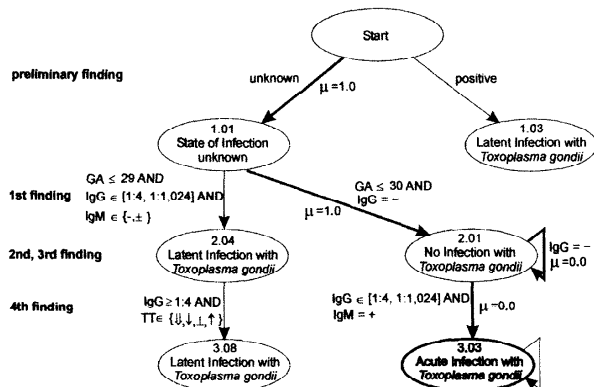 Start
preliminary finding
unknown
μ=1.0
positive
1.01
State of Infection
unknown
1.03
Latent Infection with
Toxoplasma gondii
1st finding
GA ≤ 29 AND
IgG ∈ [1:4, 1:1,024] AND
IgM ∈ {-,±}
GA ≤ 30 AND
IgG = –
μ=1.0
2nd, 3rd finding
2.04
Latent Infection with
Toxoplasma gondii
2.01
No Infection with
Toxoplasma gondii
IgG = –
μ=0.0
4th finding
IgG ≥ 1:4 AND
TT∈ {⇓,↓,⊥,↑}
IgG ∈ [1:4, 1:1,024] AND
IgM = +
μ=0.0
3.08
Latent Infection with
Toxoplasma gondii
3.03
Acute Infection with
Toxoplasma gondii